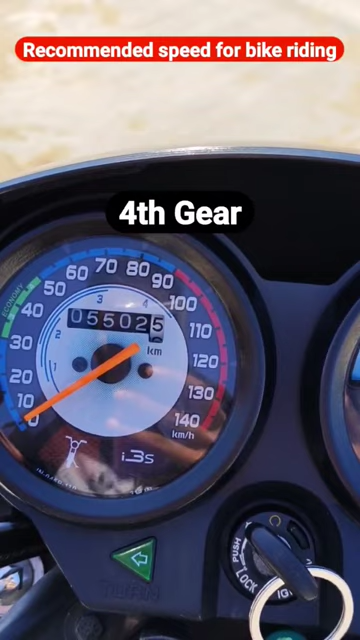 Recommended speed for bike riding
4th Gear
ECONOMY
0
10
20
30
40
50
60
70
80
90
100
110
120
130
140
km/h
1
2
3
4
055025
km
i3s
TURN
PUSH
LOCK